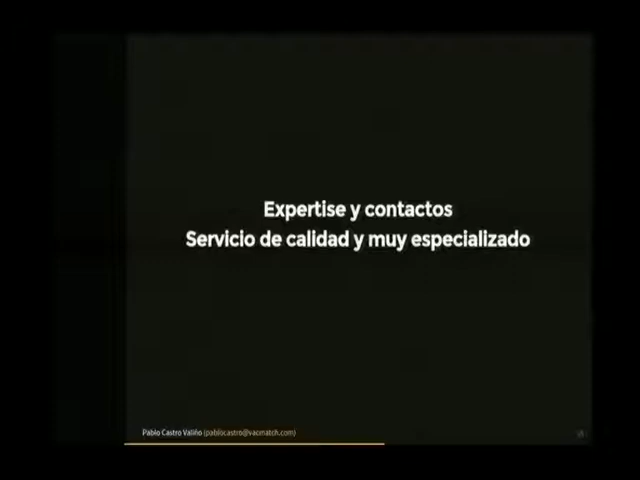 Expertise y contactos
Servicio de calidad y muy especializado
Pablo Castro Valiño (pablocastro@vacmatch.com)